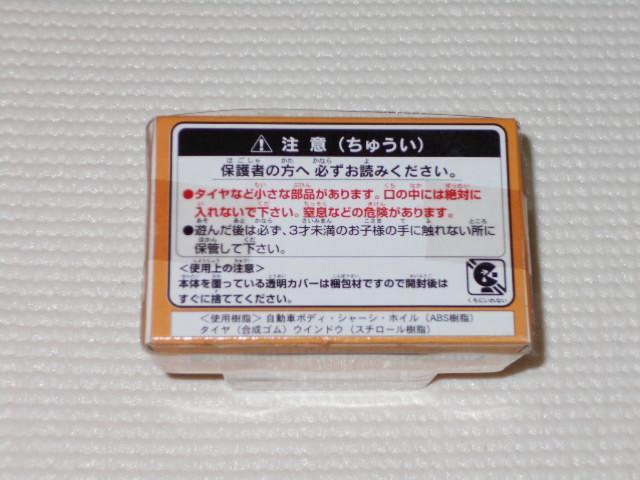 ⚠ 注意（ちゅうい）
保護者の方へ 必ずお読みください。
●タイヤなど小さな部品があります。口の中には絶対に
入れないで下さい。窒息などの危険があります。
●遊んだ後は必ず、3才未満のお子様の手に触れない所に
保管して下さい。
＜使用上の注意＞
本体を覆っている透明カバーは梱包材ですので開封後は
すぐに捨ててください。
くちにいれない
＜使用樹脂＞自動車ボディ・シャーシ・ホイル（ABS樹脂）
タイヤ（合成ゴム）ウインドウ（スチロール樹脂）